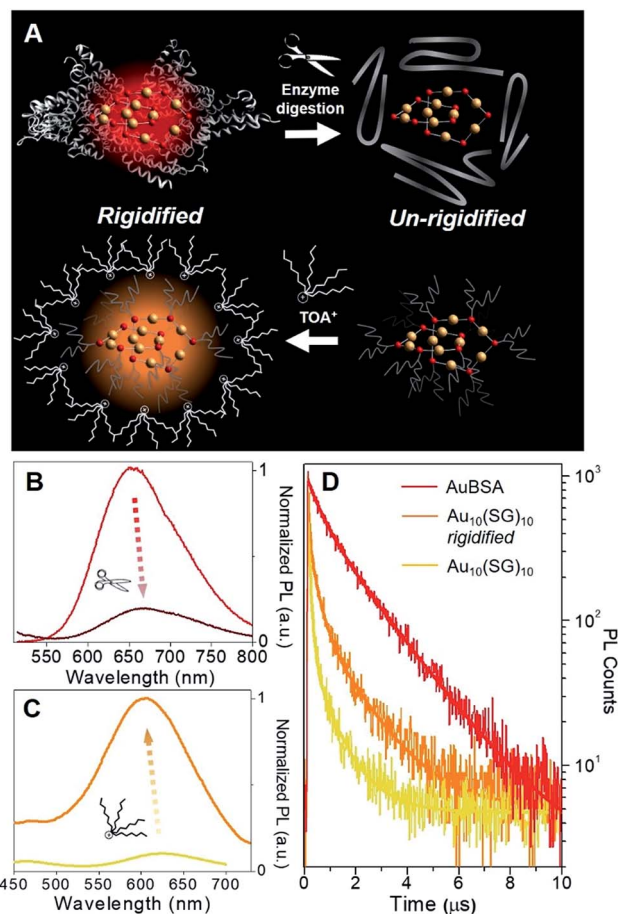 A
Enzyme
digestion
Rigidified
Un-rigidified
TOA+
B
Normalized PL (a.u.)
1
0
550 600 650 700 750 800
Wavelength (nm)
C
Normalized PL (a.u.)
1
0
450 500 550 600 650 700
Wavelength (nm)
D
AuBSA
Au10(SG)10
rigidified
Au10(SG)10
PL Counts
10³
10²
10¹
0 2 4 6 8 10
Time (µs)